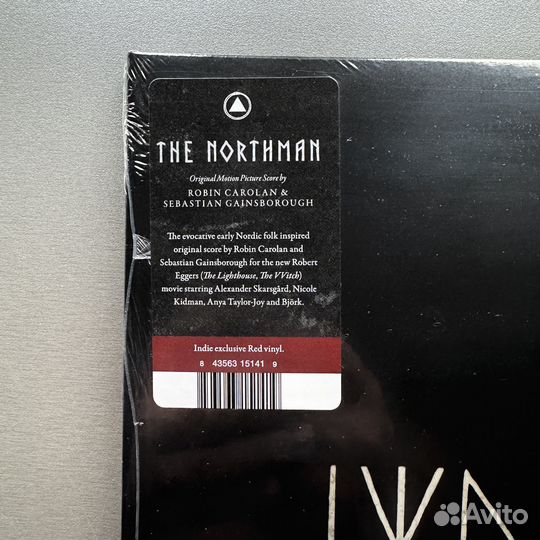 THE NORTHMAN
Original Motion Picture Score by
ROBIN CAROLAN &
SEBASTIAN GAINSBOROUGH
The evocative early Nordic folk inspired
original score by Robin Carolan and
Sebastian Gainsborough for the new Robert
Eggers (The Lighthouse, The VVitch)
movie starring Alexander Skarsgård, Nicole
Kidman, Anya Taylor-Joy and Björk.
Indie exclusive Red vinyl.
8 43563 15141 9
Avito